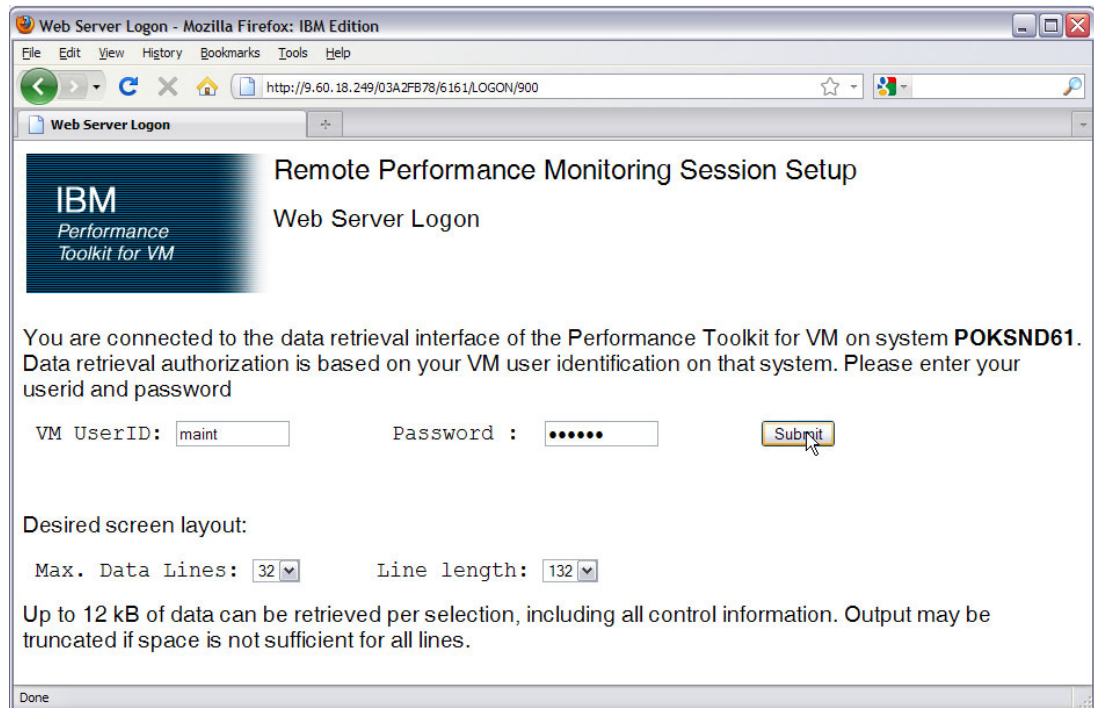 Web Server Logon - Mozilla Firefox: IBM Edition
File Edit View History Bookmarks Tools Help
http://9.60.18.249/03A2FB78/6161/LOGON/900
Web Server Logon
IBM
Performance
Toolkit for VM
Remote Performance Monitoring Session Setup
Web Server Logon
You are connected to the data retrieval interface of the Performance Toolkit for VM on system POKSND61.
Data retrieval authorization is based on your VM user identification on that system. Please enter your
userid and password
VM UserID: maint Password : •••••• Submit
Desired screen layout:
Max. Data Lines: 32 Line length: 132
Up to 12 kB of data can be retrieved per selection, including all control information. Output may be
truncated if space is not sufficient for all lines.
Done